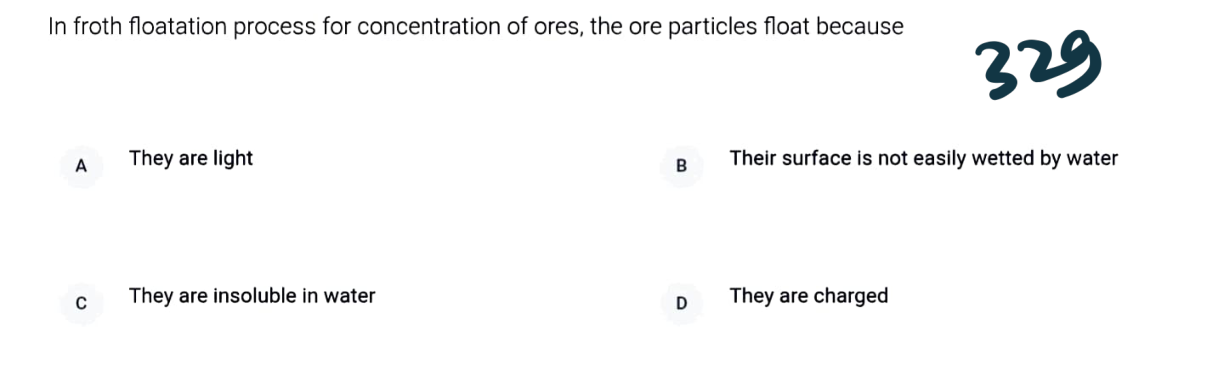 In froth floatation process for concentration of ores, the ore particles float because
329
A They are light
B Their surface is not easily wetted by water
C They are insoluble in water
D They are charged